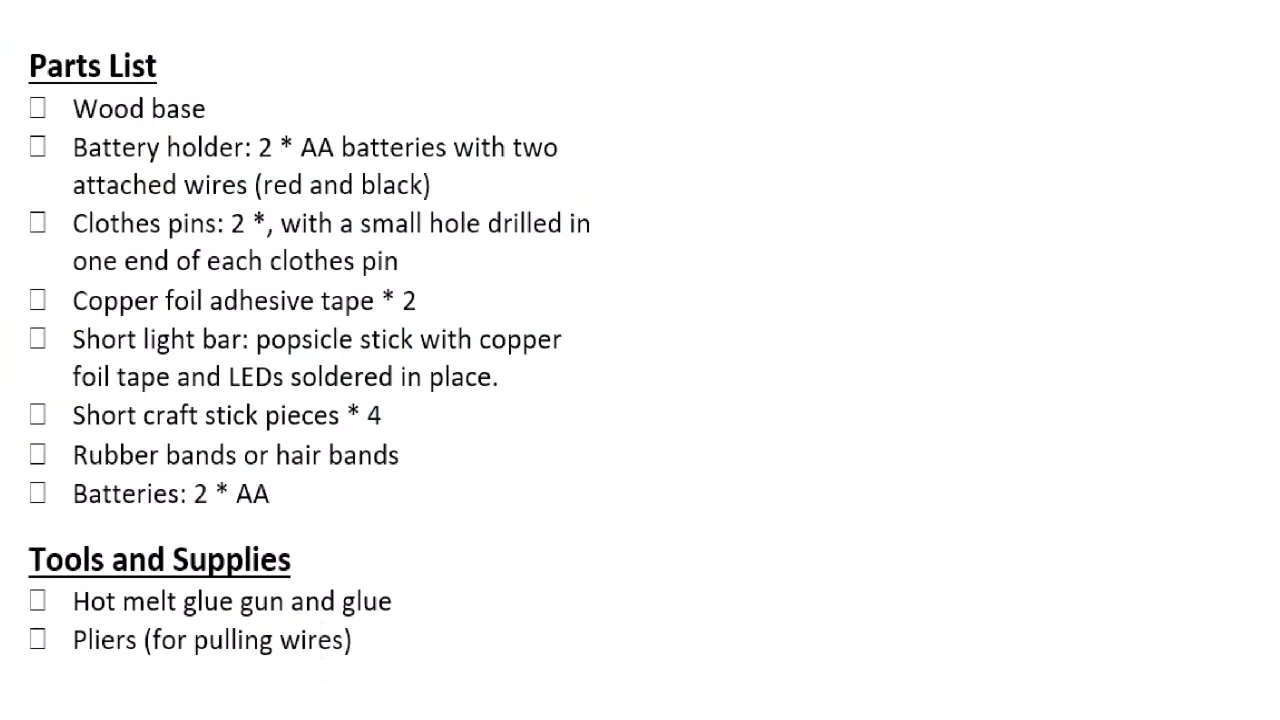 Parts List
☐ Wood base
☐ Battery holder: 2 * AA batteries with two
attached wires (red and black)
☐ Clothes pins: 2 *, with a small hole drilled in
one end of each clothes pin
☐ Copper foil adhesive tape * 2
☐ Short light bar: popsicle stick with copper
foil tape and LEDs soldered in place.
☐ Short craft stick pieces * 4
☐ Rubber bands or hair bands
☐ Batteries: 2 * AA
Tools and Supplies
☐ Hot melt glue gun and glue
☐ Pliers (for pulling wires)